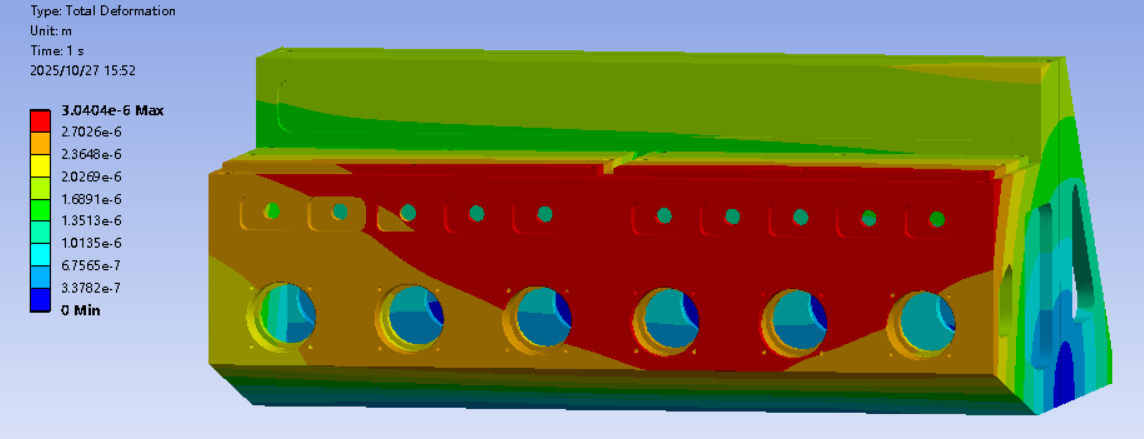 Type: Total Deformation
Unit: m
Time: 1 s
2025/10/27 15:52
3.0404e-6 Max
2.7026e-6
2.3648e-6
2.0269e-6
1.6891e-6
1.3513e-6
1.0135e-6
6.7565e-7
3.3782e-7
0 Min